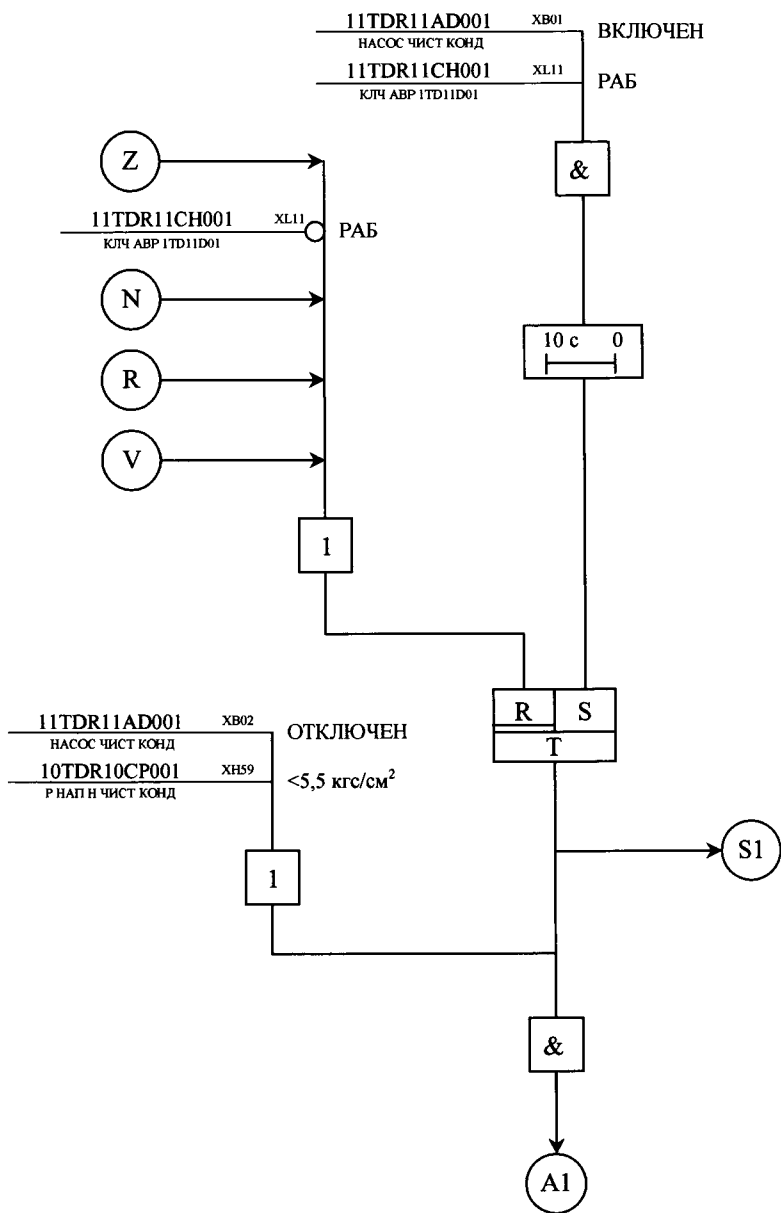 11TDR11AD001 XB01 ВКЛЮЧЕН
НАСОС ЧИСТ КОНД
11TDR11CH001 XL11 РАБ
КЛЧ АВР 1TD11D01
&
Z
11TDR11CH001 XL11 РАБ
КЛЧ АВР 1TD11D01
N
10 с 0
R
V
1
R S
T
11TDR11AD001 XB02 ОТКЛЮЧЕН
НАСОС ЧИСТ КОНД
10TDR10CP001 XH59 <5,5 кгс/см²
Р НАП Н ЧИСТ КОНД
S1
1
&
A1